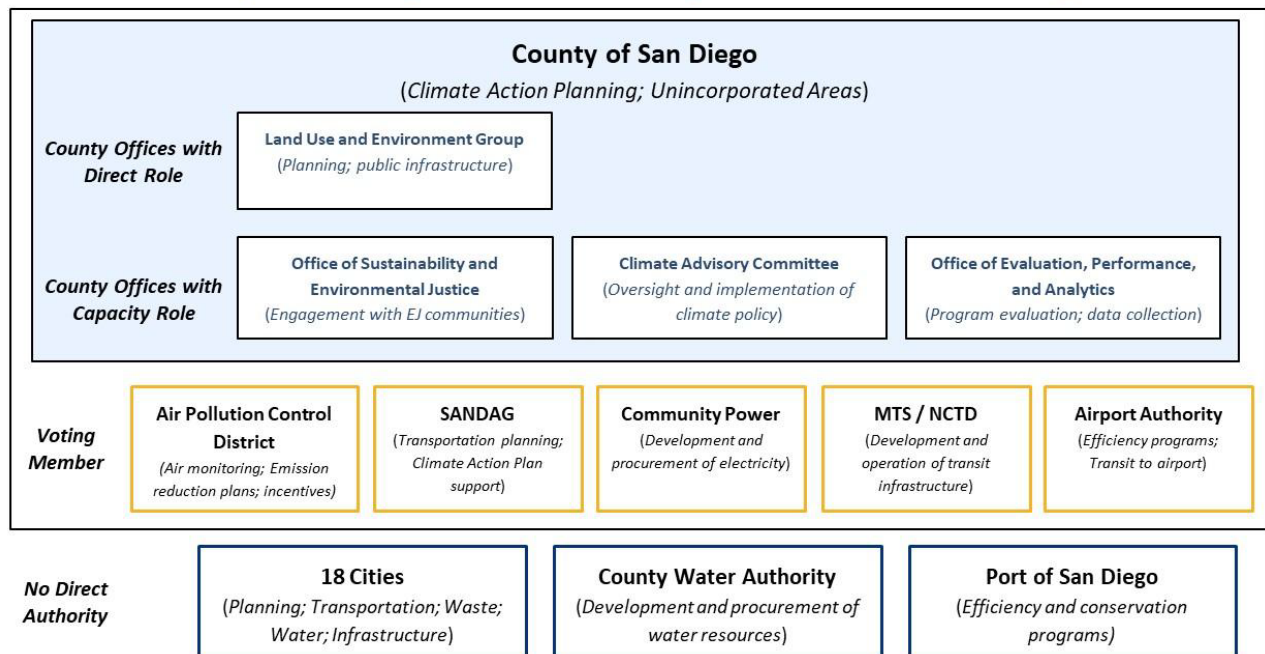 County of San Diego
(Climate Action Planning; Unincorporated Areas)
County Offices with
Direct Role
Land Use and Environment Group
(Planning; public infrastructure)
County Offices with
Capacity Role
Office of Sustainability and
Environmental Justice
(Engagement with EJ communities)
Climate Advisory Committee
(Oversight and implementation of
climate policy)
Office of Evaluation, Performance,
and Analytics
(Program evaluation; data collection)
Voting
Member
Air Pollution Control
District
(Air monitoring; Emission
reduction plans; incentives)
SANDAG
(Transportation planning;
Climate Action Plan
support)
Community Power
(Development and
procurement of electricity)
MTS / NCTD
(Development and
operation of transit
infrastructure)
Airport Authority
(Efficiency programs;
Transit to airport)
No Direct
Authority
18 Cities
(Planning; Transportation; Waste;
Water; Infrastructure)
County Water Authority
(Development and procurement of
water resources)
Port of San Diego
(Efficiency and conservation
programs)